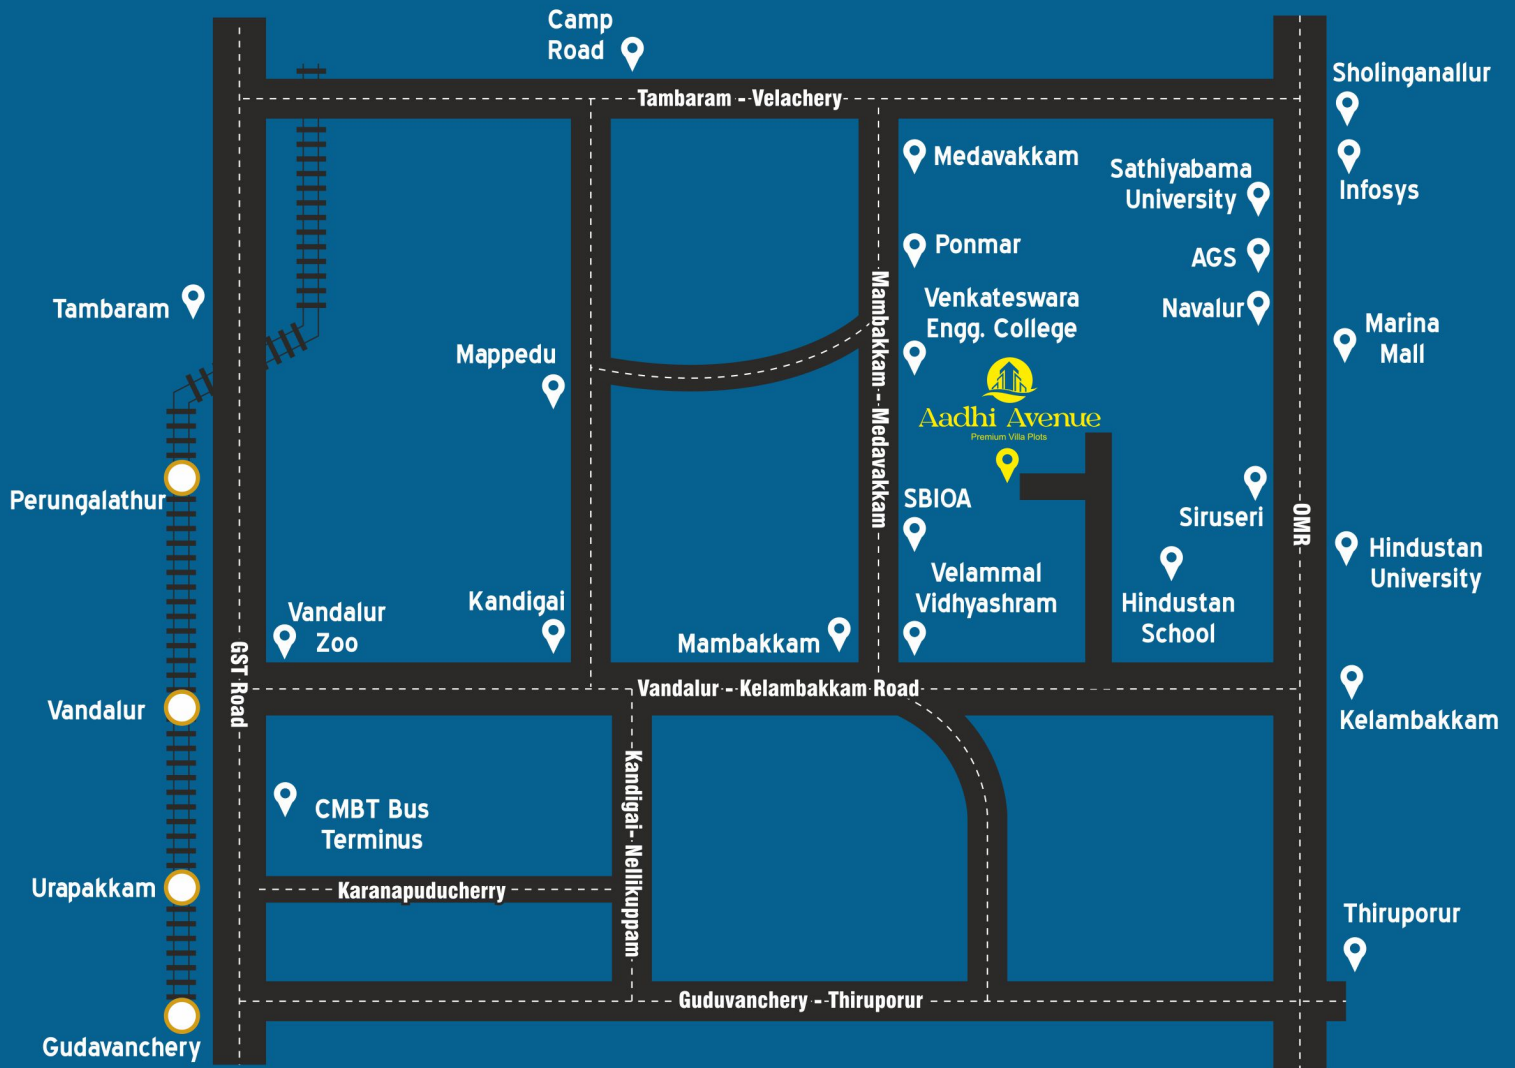 Camp
Road
Sholinganallur
Tambaram - Velachery
Medavakkam
Sathiyabama
University
Infosys
Ponmar
AGS
Venkateswara
Engg. College
Navalur
Tambaram
Marina
Mall
Mappedu
Mambakkam - Medavakkam
Aadhi Avenue
Premium Villa Plots
Perungalathur
SBIOA
Siruseri
OMR
Hindustan
University
Velammal
Vidhyashram
Kandigai
Hindustan
School
Vandalur
Zoo
Mambakkam
GST Road
Vandalur - Kelambakkam Road
Vandalur
Kelambakkam
Kandigai- Nellikuppam
CMBT Bus
Terminus
Urapakkam
Karanapuducherry
Thiruporur
Guduvanchery - Thiruporur
Gudavanchery